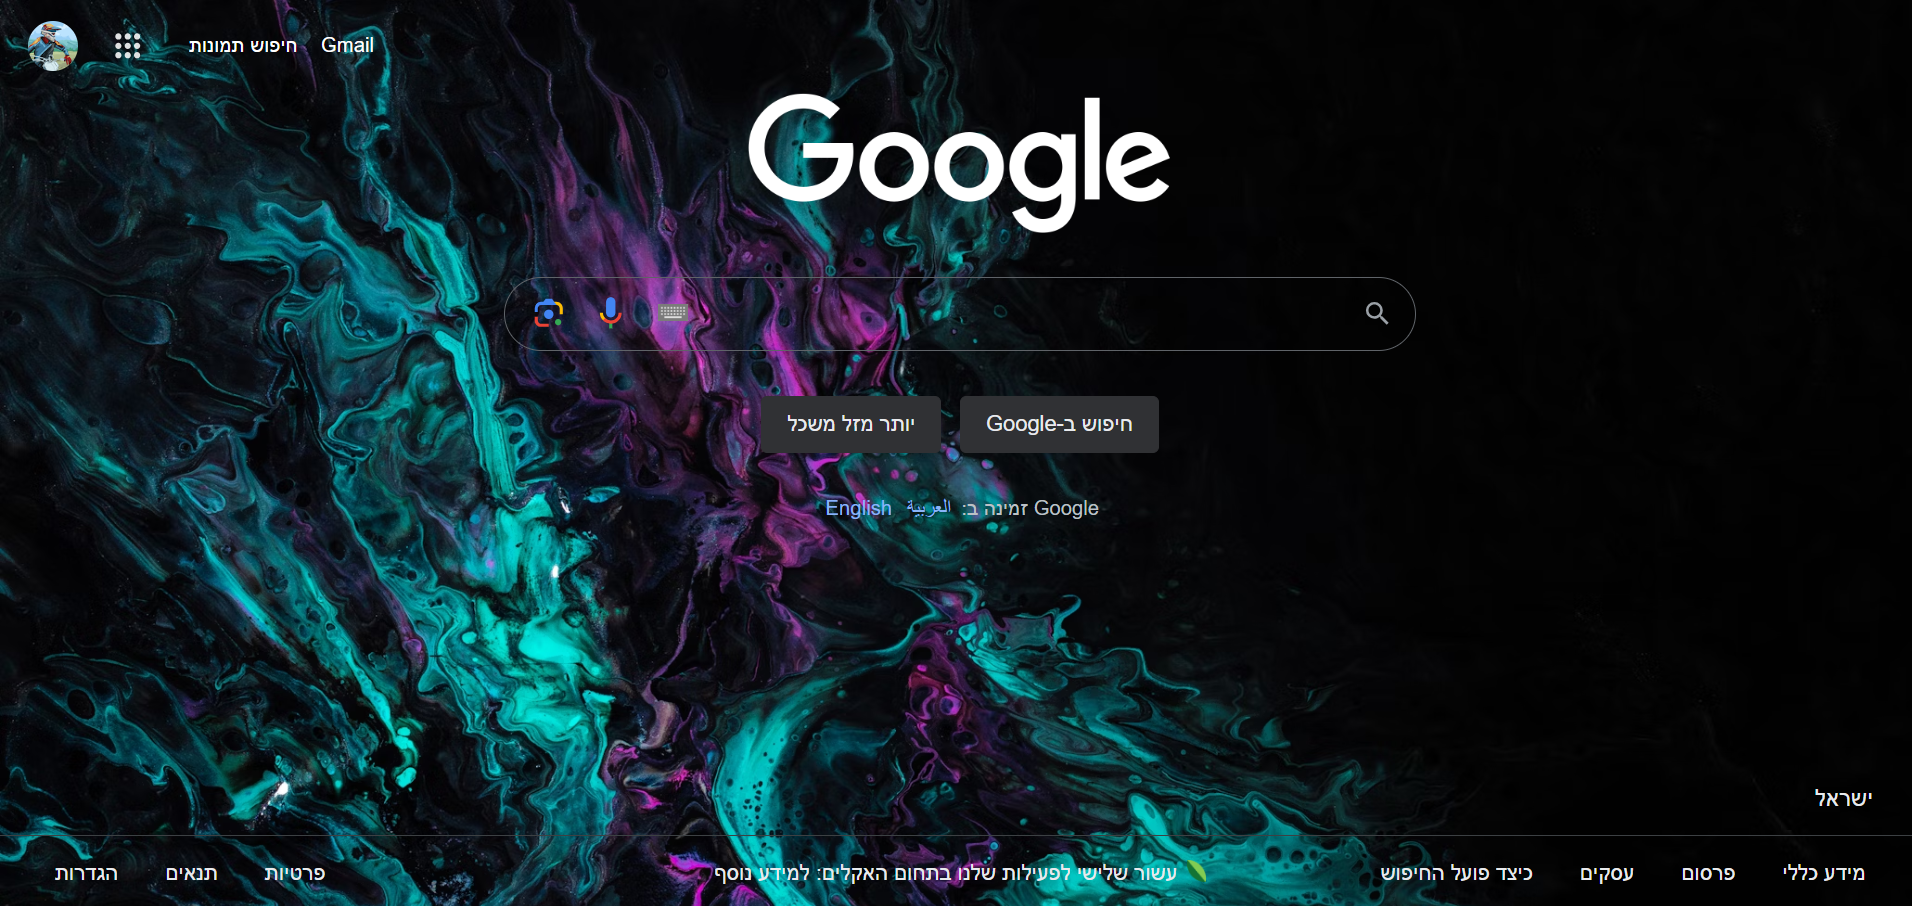 חיפוש תמונות Gmail
Google
חיפוש ב-Google
יותר מזל משכל
Google זמינה ב: العربية English
ישראל
מידע כללי פרסום עסקים כיצד פועל החיפוש
עשור שלישי לפעילות שלנו בתחום האקלים: למידע נוסף
פרטיות תנאים הגדרות